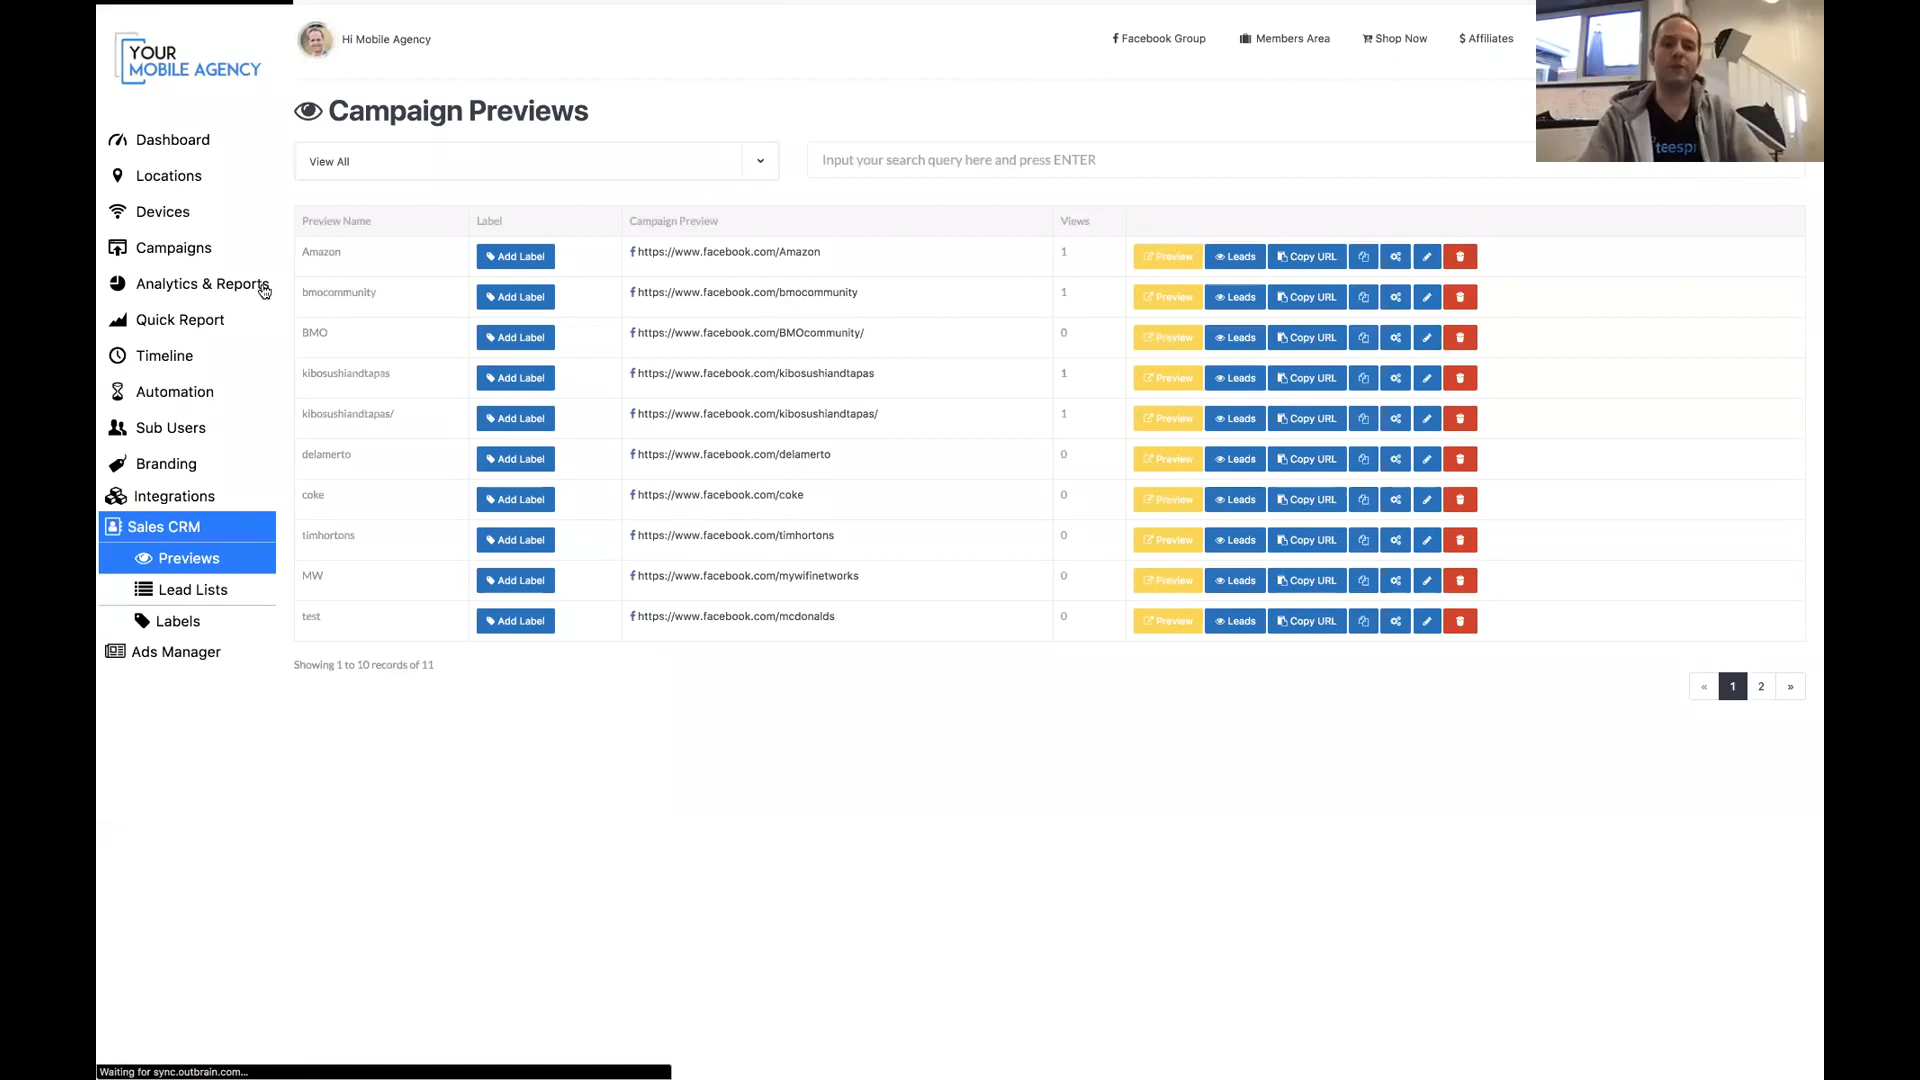 YOUR
MOBILE AGENCY
Hi Mobile Agency
Facebook Group
Members Area
Shop Now
$ Affiliates
Campaign Previews
Dashboard
Locations
Devices
Campaigns
Analytics & Reports
Quick Report
Timeline
Automation
Sub Users
Branding
Integrations
Sales CRM
Previews
Lead Lists
Labels
Ads Manager
View All
Input your search query here and press ENTER
Preview Name Label Campaign Preview Views
Amazon Add Label https://www.facebook.com/Amazon 1 Preview Leads Copy URL
bmocommunity Add Label https://www.facebook.com/bmocommunity 1 Preview Leads Copy URL
BMO Add Label https://www.facebook.com/BMOcommunity/ 0 Preview Leads Copy URL
kibosushiandtapas Add Label https://www.facebook.com/kibosushiandtapas 1 Preview Leads Copy URL
kibosushiandtapas/ Add Label https://www.facebook.com/kibosushiandtapas/ 1 Preview Leads Copy URL
delamerto Add Label https://www.facebook.com/delamerto 0 Preview Leads Copy URL
coke Add Label https://www.facebook.com/coke 0 Preview Leads Copy URL
timhortons Add Label https://www.facebook.com/timhortons 0 Preview Leads Copy URL
MW Add Label https://www.facebook.com/mywifinetworks 0 Preview Leads Copy URL
test Add Label https://www.facebook.com/mcdonalds 0 Preview Leads Copy URL
Showing 1 to 10 records of 11
« 1 2 »
Waiting for sync.outbrain.com...